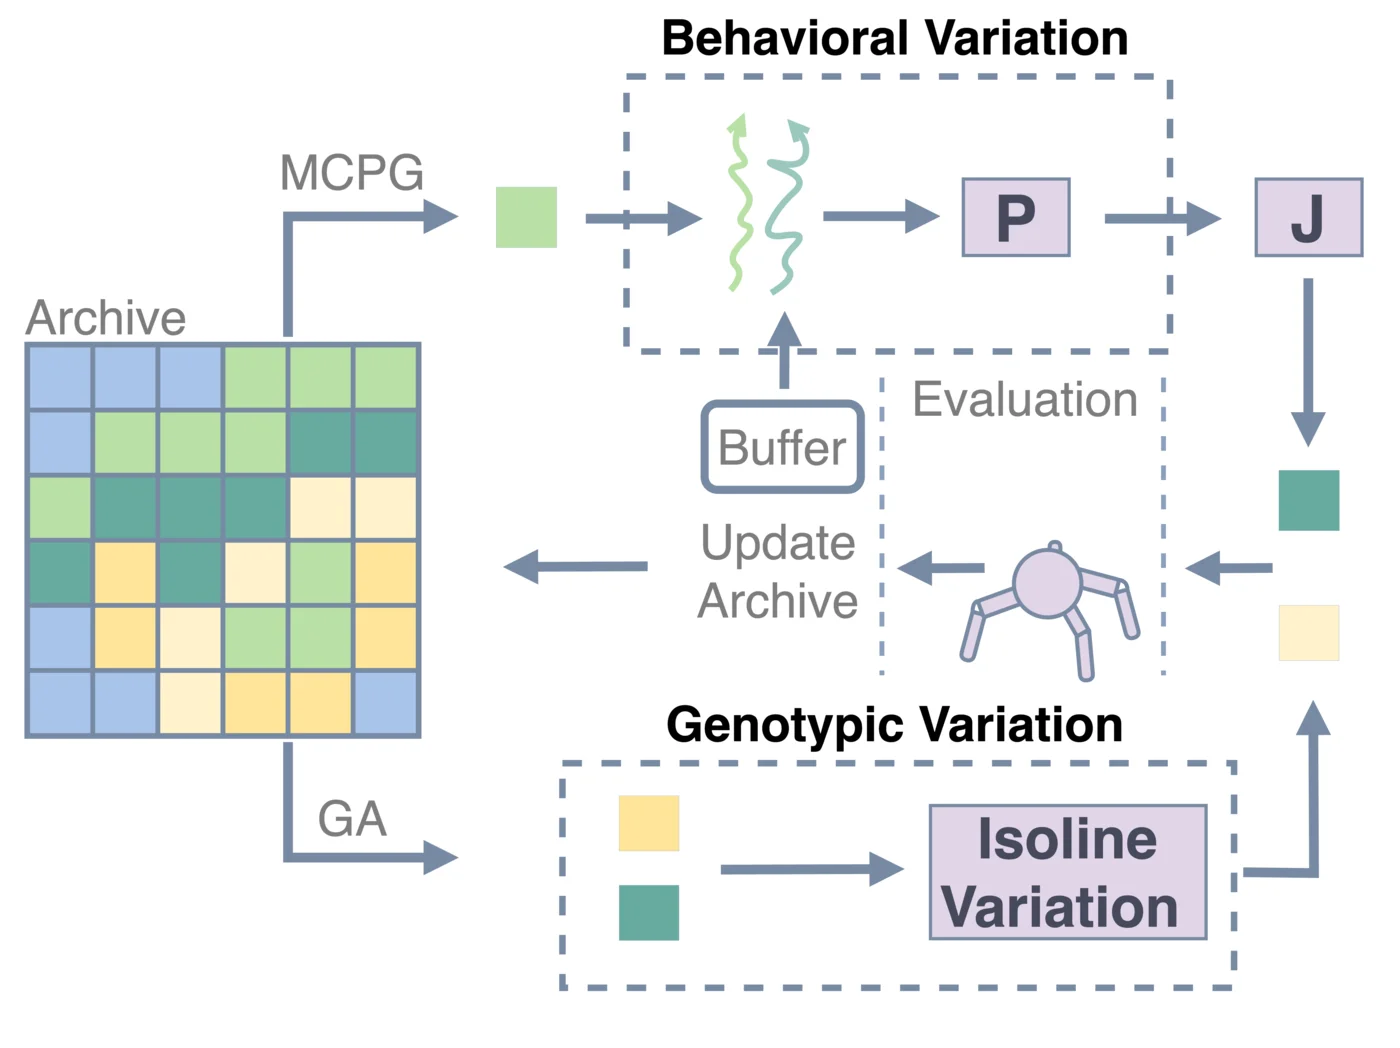 Behavioral Variation
MCPG
P
J
Archive
Evaluation
Buffer
Update
Archive
Genotypic Variation
GA
Isoline
Variation